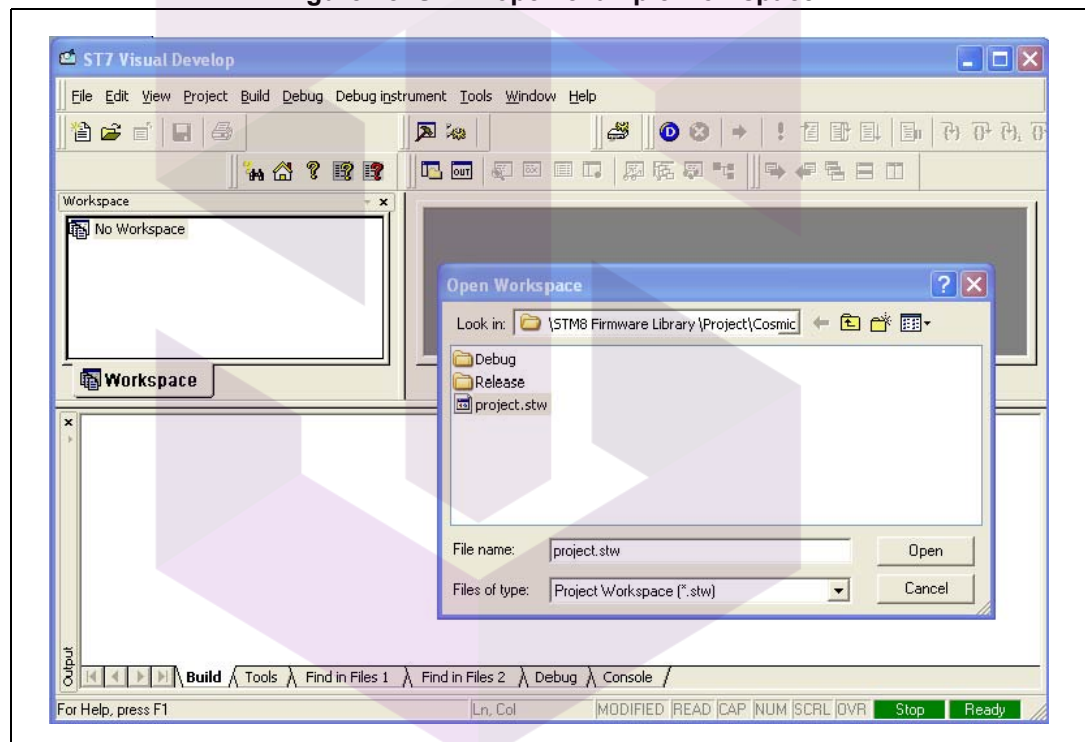 ST7 Visual Develop
File Edit View Project Build Debug Debug instrument Tools Window Help
OUT
Workspace
No Workspace
Workspace
Open Workspace
Look in: \STM8 Firmware Library \Project\Cosmic
Debug
Release
project.stw
File name: project.stw Open
Files of type: Project Workspace (*.stw) Cancel
Output
Build Tools Find in Files 1 Find in Files 2 Debug Console
For Help, press F1 Ln, Col MODIFIED READ CAP NUM SCRL OVR Stop Ready